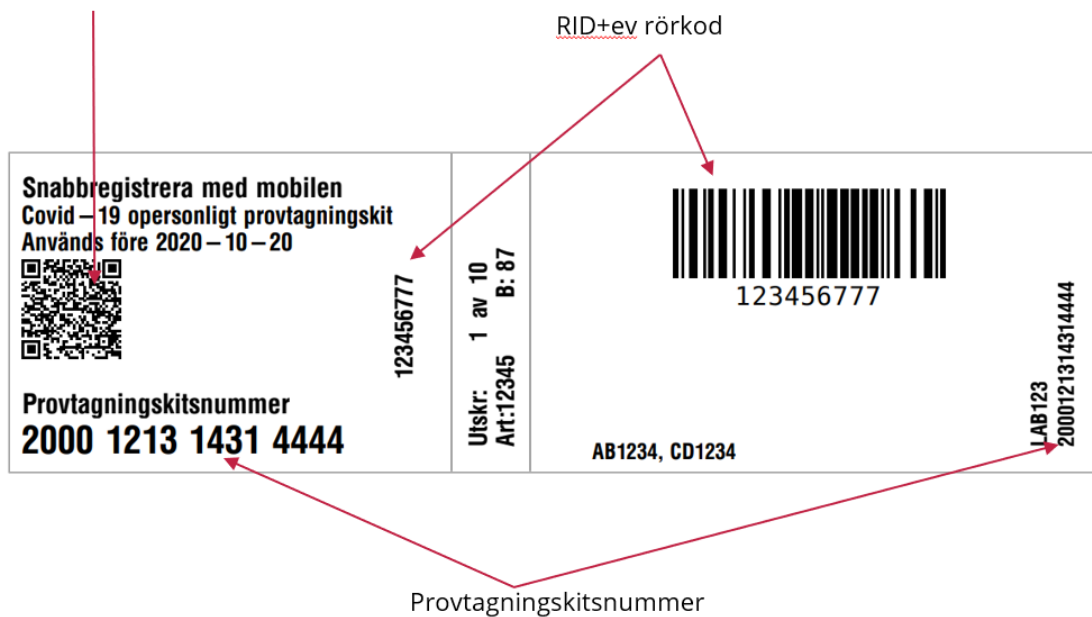 RID+ev rörkod
Snabbregistrera med mobilen
Covid – 19 opersonligt provtagningskit
Används före 2020 – 10 – 20
123456777
Provtagningskitsnummer
2000 1213 1431 4444
Utskr: 1 av 10
Art:12345 B: 87
123456777
AB1234, CD1234
LAB123
2000121314314444
Provtagningskitsnummer